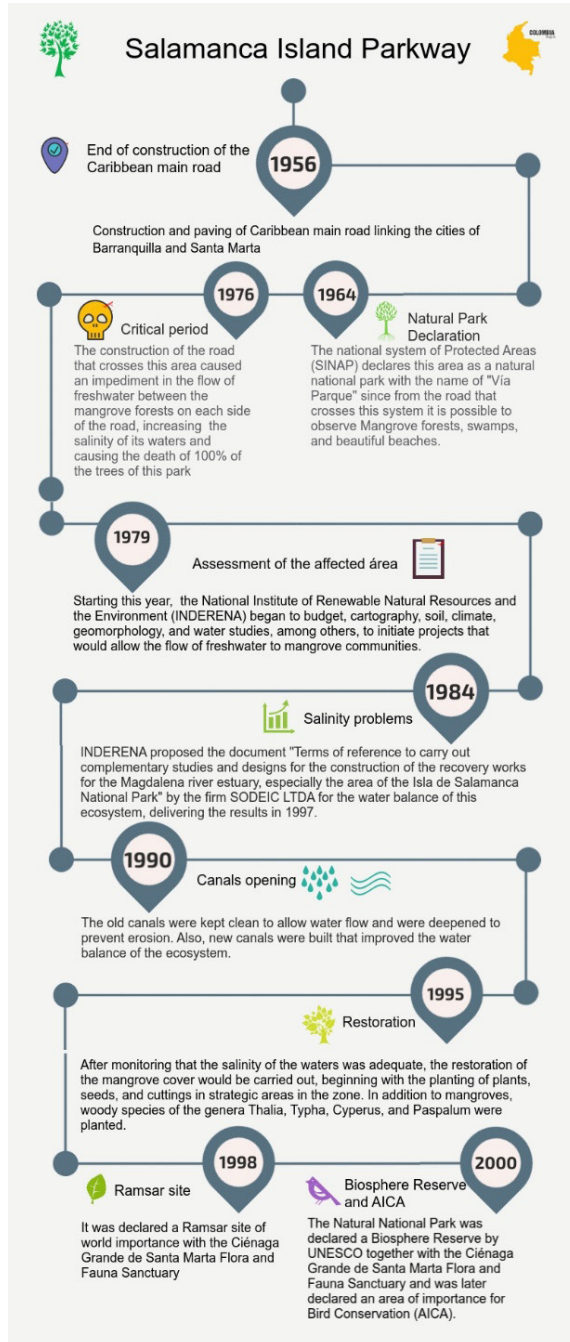 Salamanca Island Parkway
COLOMBIA
End of construction of the
Caribbean main road
1956
Construction and paving of Caribbean main road linking the cities of
Barranquilla and Santa Marta
1964
Natural Park
Declaration
The national system of Protected Areas
(SINAP) declares this area as a natural
national park with the name of "Vía
Parque" since from the road that
crosses this system it is possible to
observe Mangrove forests, swamps,
and beautiful beaches.
1976
Critical period
The construction of the road
that crosses this area caused
an impediment in the flow of
freshwater between the
mangrove forests on each side
of the road, increasing the
salinity of its waters and
causing the death of 100% of
the trees of this park
1979
Assessment of the affected área
Starting this year, the National Institute of Renewable Natural Resources and
the Environment (INDERENA) began to budget, cartography, soil, climate,
geomorphology, and water studies, among others, to initiate projects that
would allow the flow of freshwater to mangrove communities.
1984
Salinity problems
INDERENA proposed the document "Terms of reference to carry out
complementary studies and designs for the construction of the recovery works
for the Magdalena river estuary, especially the area of the Isla de Salamanca
National Park" by the firm SODEIC LTDA for the water balance of this
ecosystem, delivering the results in 1997.
1990
Canals opening
The old canals were kept clean to allow water flow and were deepened to
prevent erosion. Also, new canals were built that improved the water
balance of the ecosystem.
1995
Restoration
After monitoring that the salinity of the waters was adequate, the restoration of
the mangrove cover would be carried out, beginning with the planting of plants,
seeds, and cuttings in strategic areas in the zone. In addition to mangroves,
woody species of the genera Thalia, Typha, Cyperus, and Paspalum were
planted.
1998
Ramsar site
It was declared a Ramsar site of
world importance with the Ciénaga
Grande de Santa Marta Flora and
Fauna Sanctuary
2000
Biosphere Reserve
and AICA
The Natural National Park was
declared a Biosphere Reserve by
UNESCO together with the Ciénaga
Grande de Santa Marta Flora and
Fauna Sanctuary and was later
declared an area of importance for
Bird Conservation (AICA).